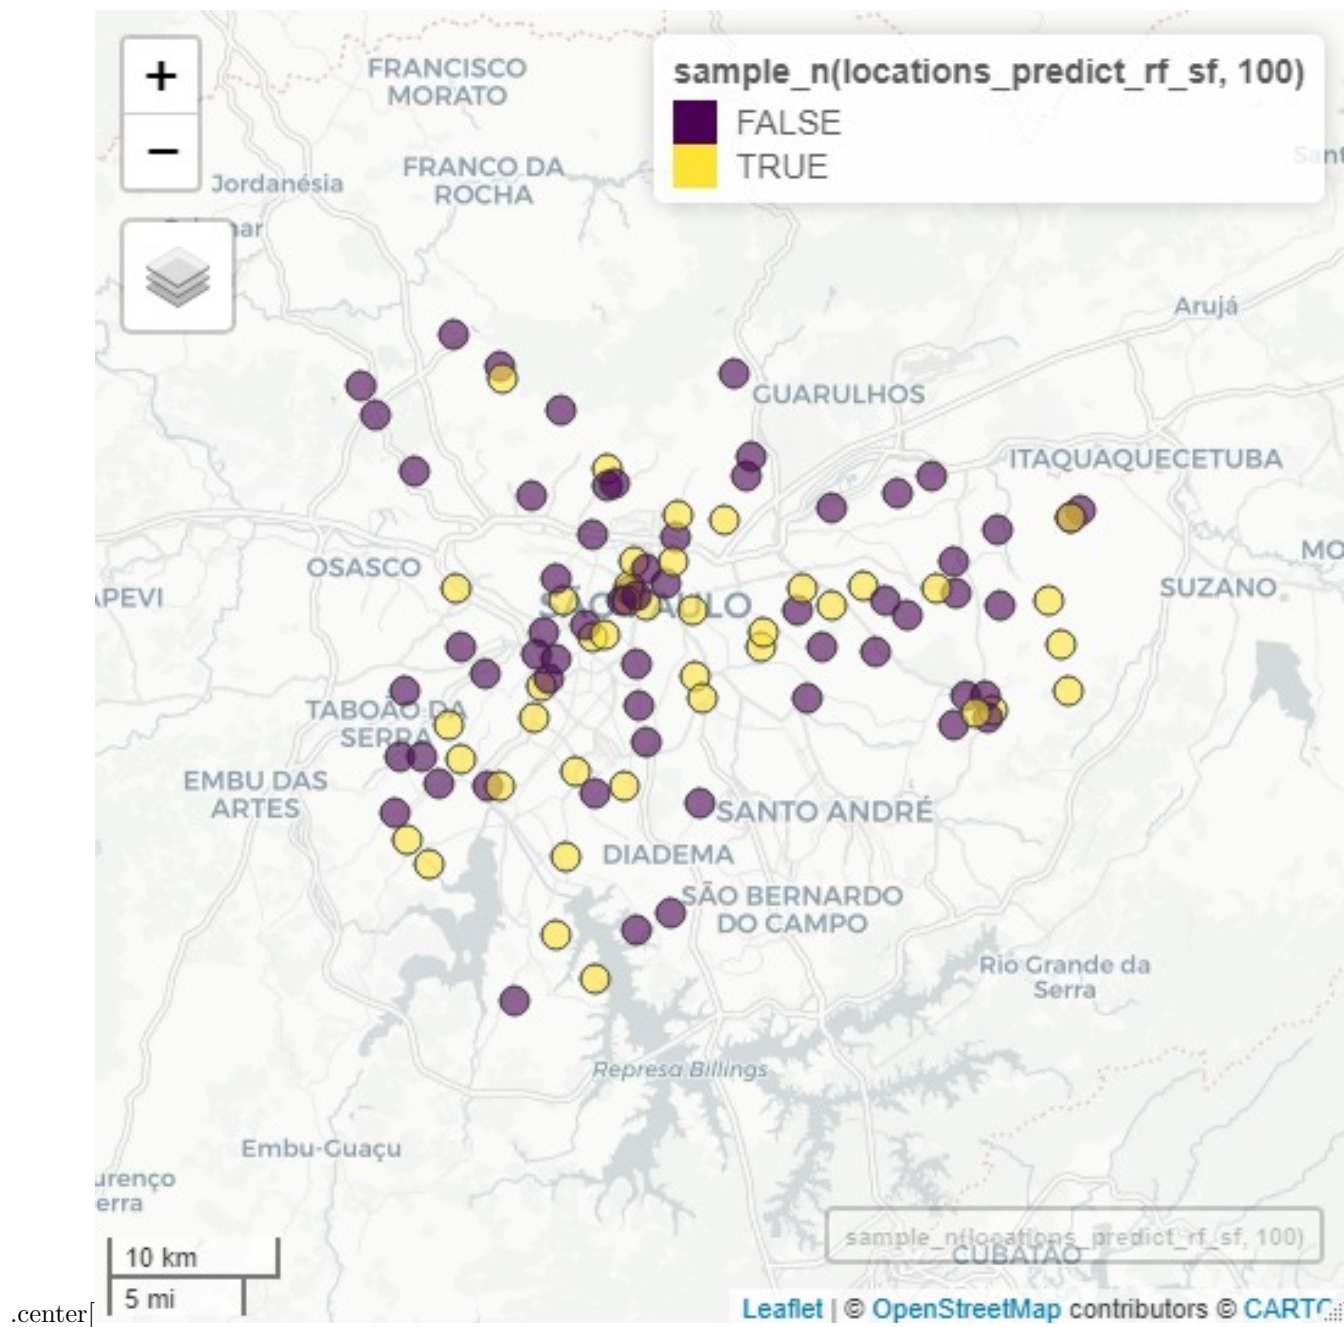 +
−
sample_n(locations_predict_rf_sf, 100)
FALSE
TRUE
FRANCISCO
MORATO
FRANCO DA
ROCHA
Jordanésia
Arujá
GUARULHOS
ITAQUAQUECETUBA
OSASCO
SÃO PAULO
SUZANO
TABOÃO DA
SERRA
EMBU DAS
ARTES
SANTO ANDRÉ
DIADEMA
SÃO BERNARDO
DO CAMPO
Rio Grande da
Serra
Represa Billings
Embu-Guaçu
sample_n(locations_predict_rf_sf, 100)
CUBATÃO
10 km
5 mi
.center[
Leaflet | © OpenStreetMap contributors © CARTO